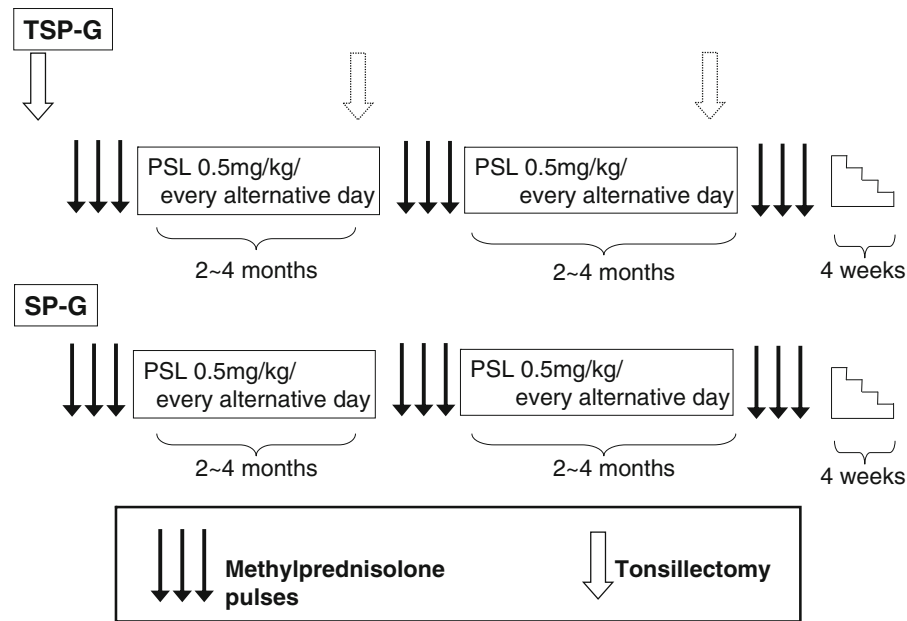 TSP-G
PSL 0.5mg/kg/
every alternative day
PSL 0.5mg/kg/
every alternative day
2~4 months
2~4 months
4 weeks
SP-G
PSL 0.5mg/kg/
every alternative day
PSL 0.5mg/kg/
every alternative day
2~4 months
2~4 months
4 weeks
Methylprednisolone
pulses
Tonsillectomy